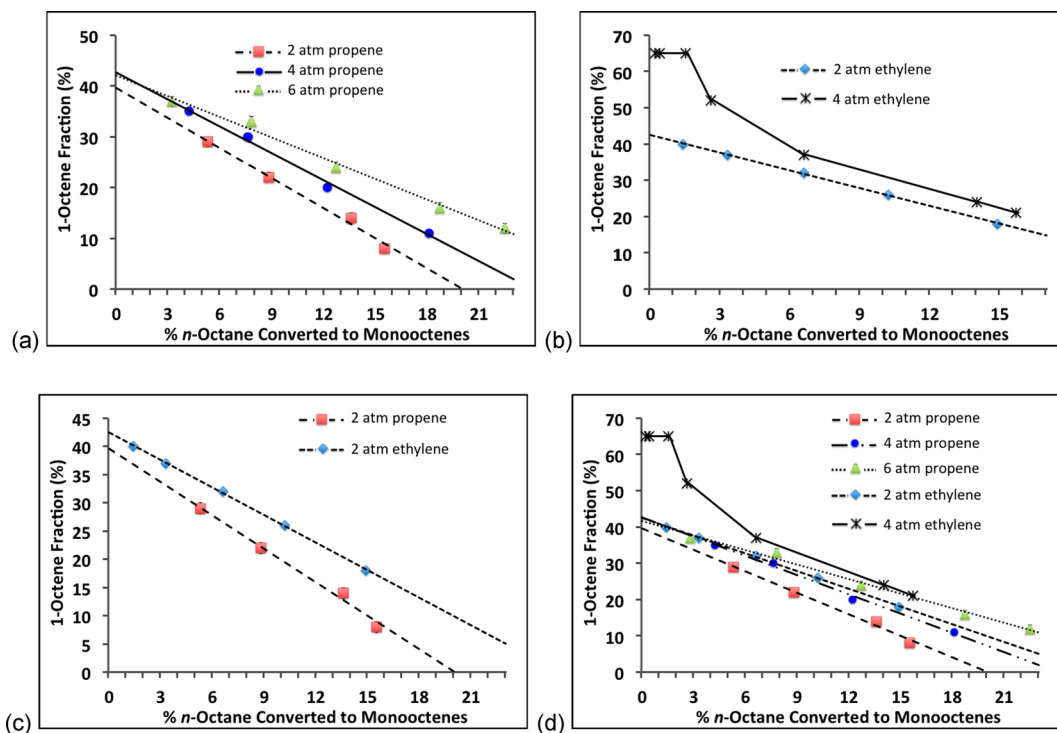 (a)
1-Octene Fraction (%)
50
40
30
20
10
0
2 atm propene
4 atm propene
6 atm propene
0 3 6 9 12 15 18 21
% n-Octane Converted to Monooctenes
(b)
1-Octene Fraction (%)
70
60
50
40
30
20
10
0
2 atm ethylene
4 atm ethylene
0 3 6 9 12 15
% n-Octane Converted to Monooctenes
(c)
1-Octene Fraction (%)
45
40
35
30
25
20
15
10
5
0
2 atm propene
2 atm ethylene
0 3 6 9 12 15 18 21
% n-Octane Converted to Monooctenes
(d)
1-Octene Fraction (%)
70
60
50
40
30
20
10
0
2 atm propene
4 atm propene
6 atm propene
2 atm ethylene
4 atm ethylene
0 3 6 9 12 15 18 21
% n-Octane Converted to Monooctenes